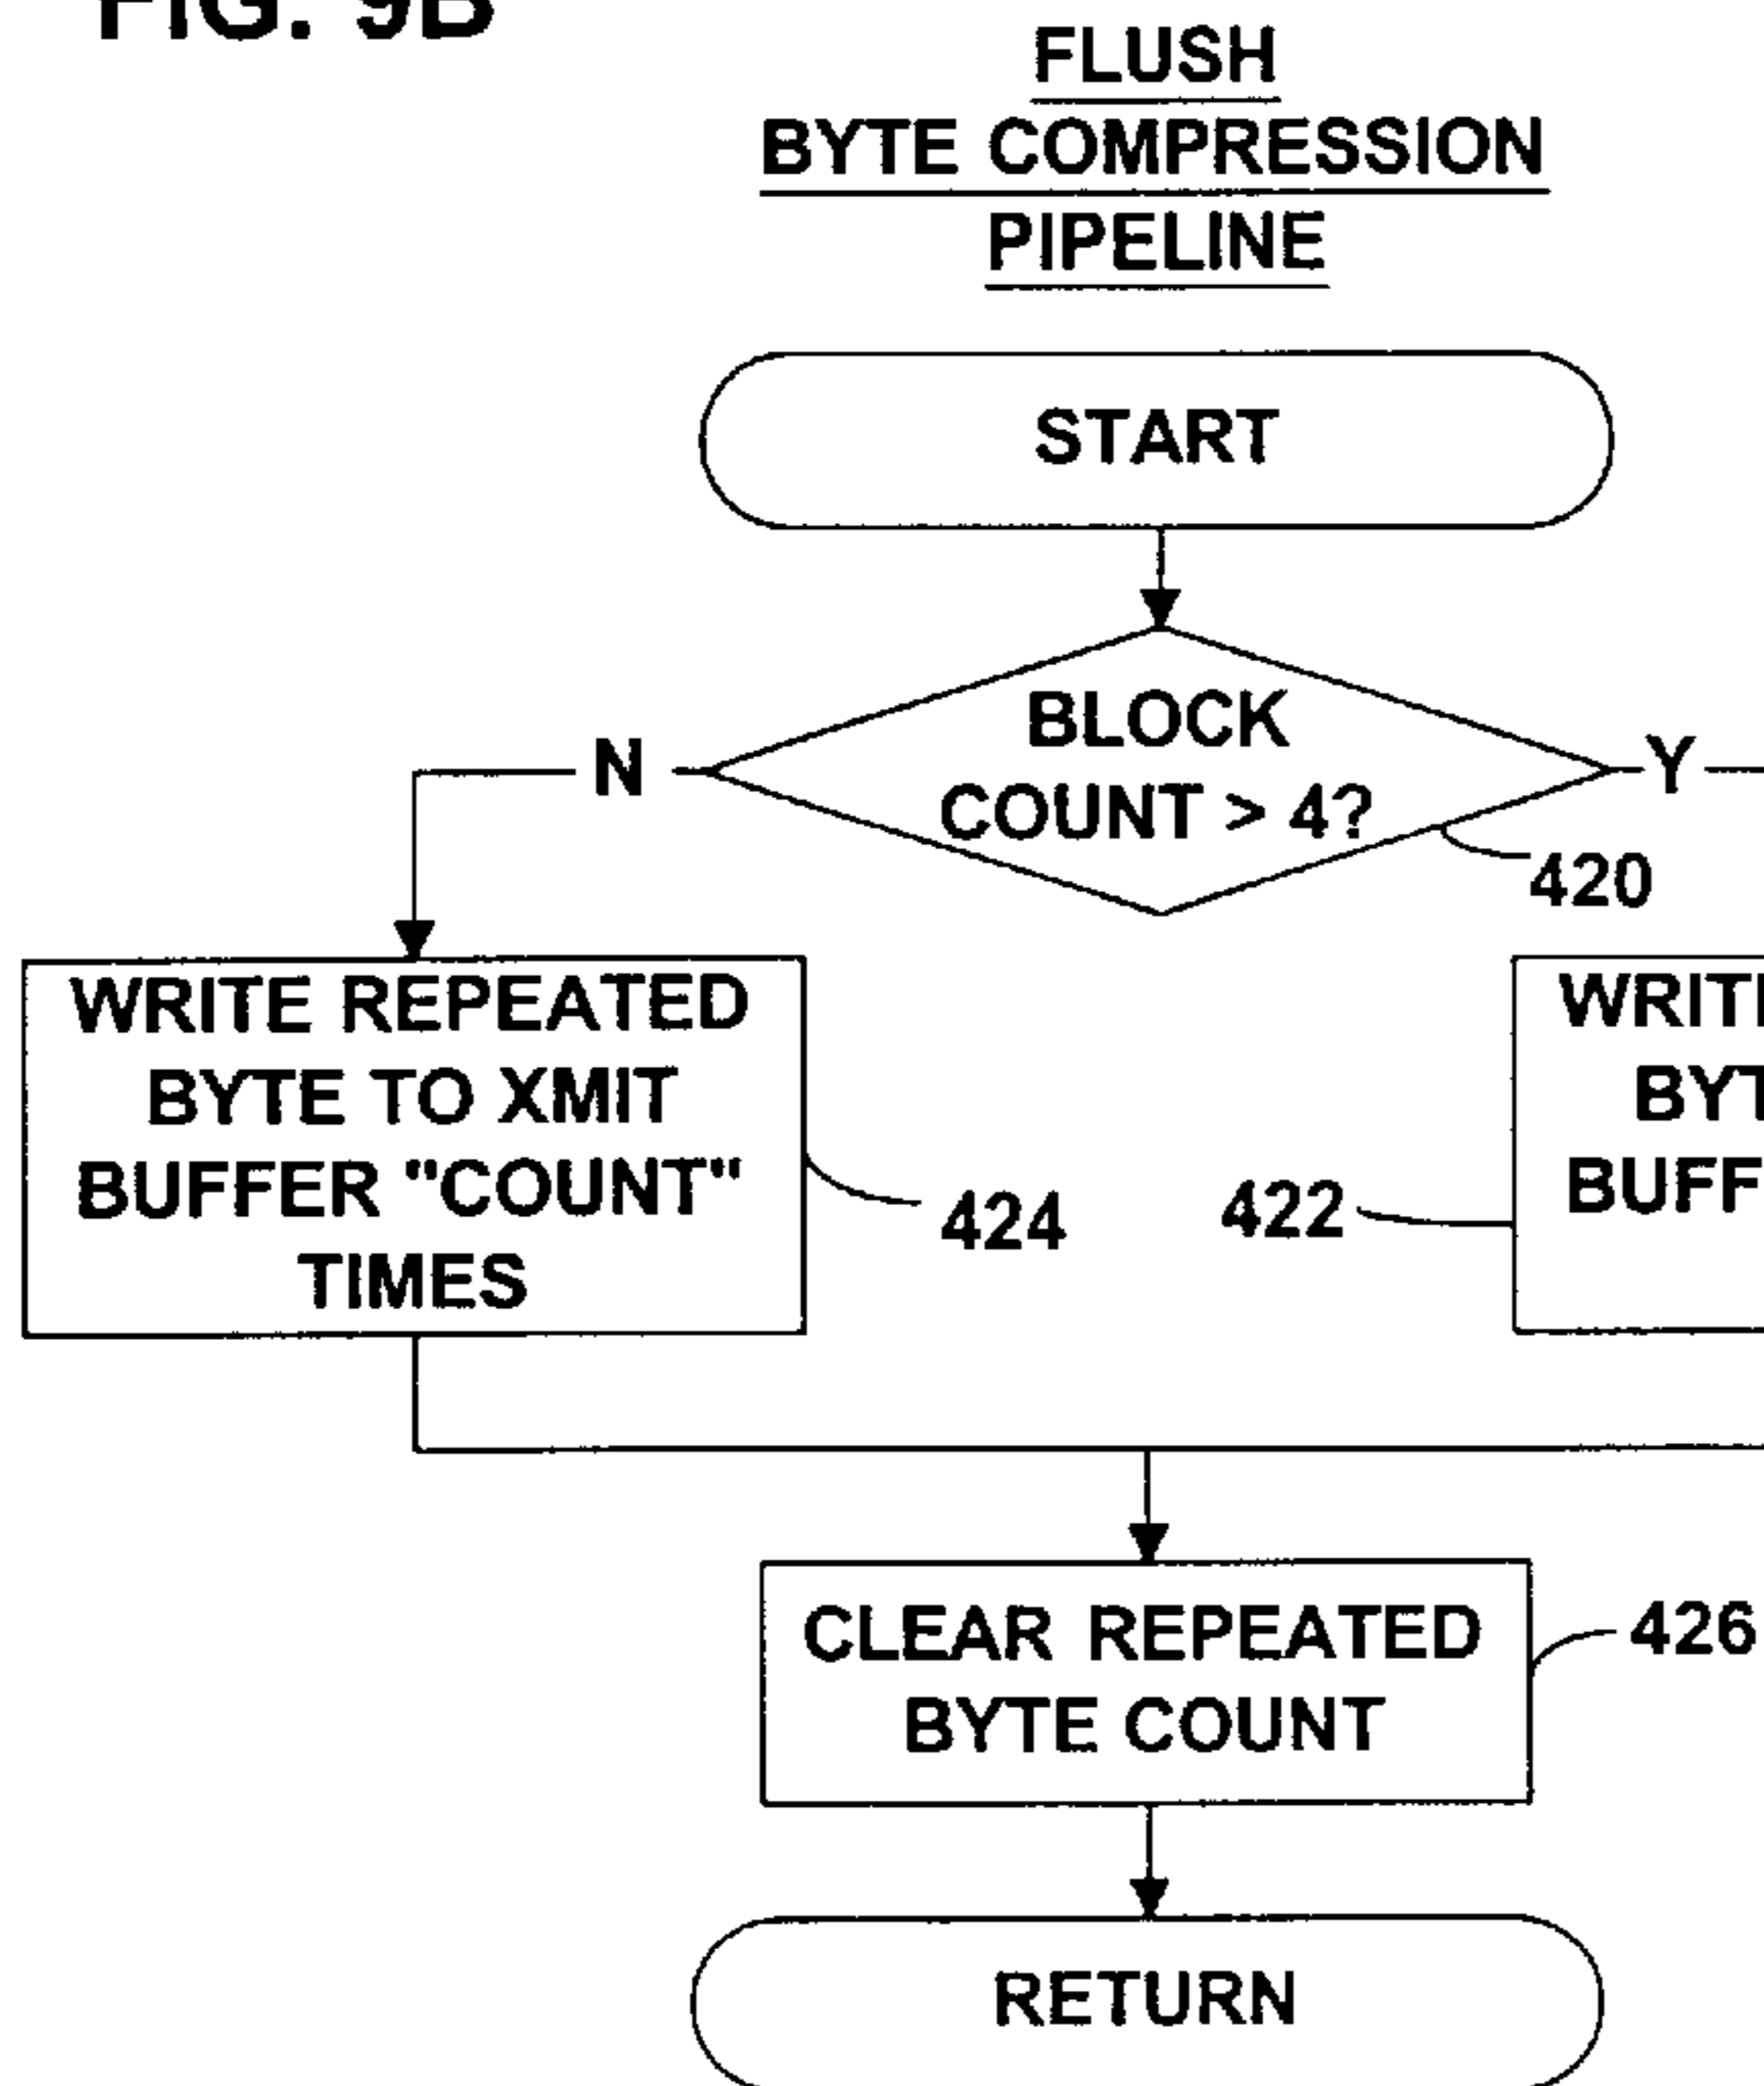 FIG. 9B
FLUSH
BYTE COMPRESSION
PIPELINE
START
BLOCK
COUNT > 4?
N
Y
420
WRITE REPEATED
BYTE TO XMIT
BUFFER "COUNT"
TIMES
424
422
CLEAR REPEATED
BYTE COUNT
426
RETURN